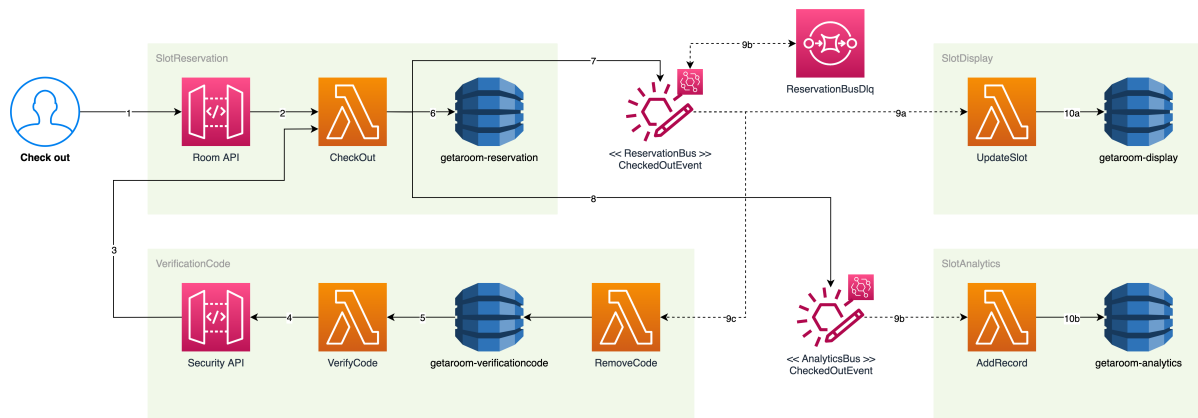 SlotReservation
1
Check out
2
Room API
CheckOut
6
getaroom-reservation
7
9b
ReservationBusDlq
<< ReservationBus >>
CheckedOutEvent
9a
SlotDisplay
UpdateSlot
10a
getaroom-display
8
3
VerificationCode
Security API
4
VerifyCode
5
getaroom-verificationcode
RemoveCode
9c
<< AnalyticsBus >>
CheckedOutEvent
9b
SlotAnalytics
AddRecord
10b
getaroom-analytics